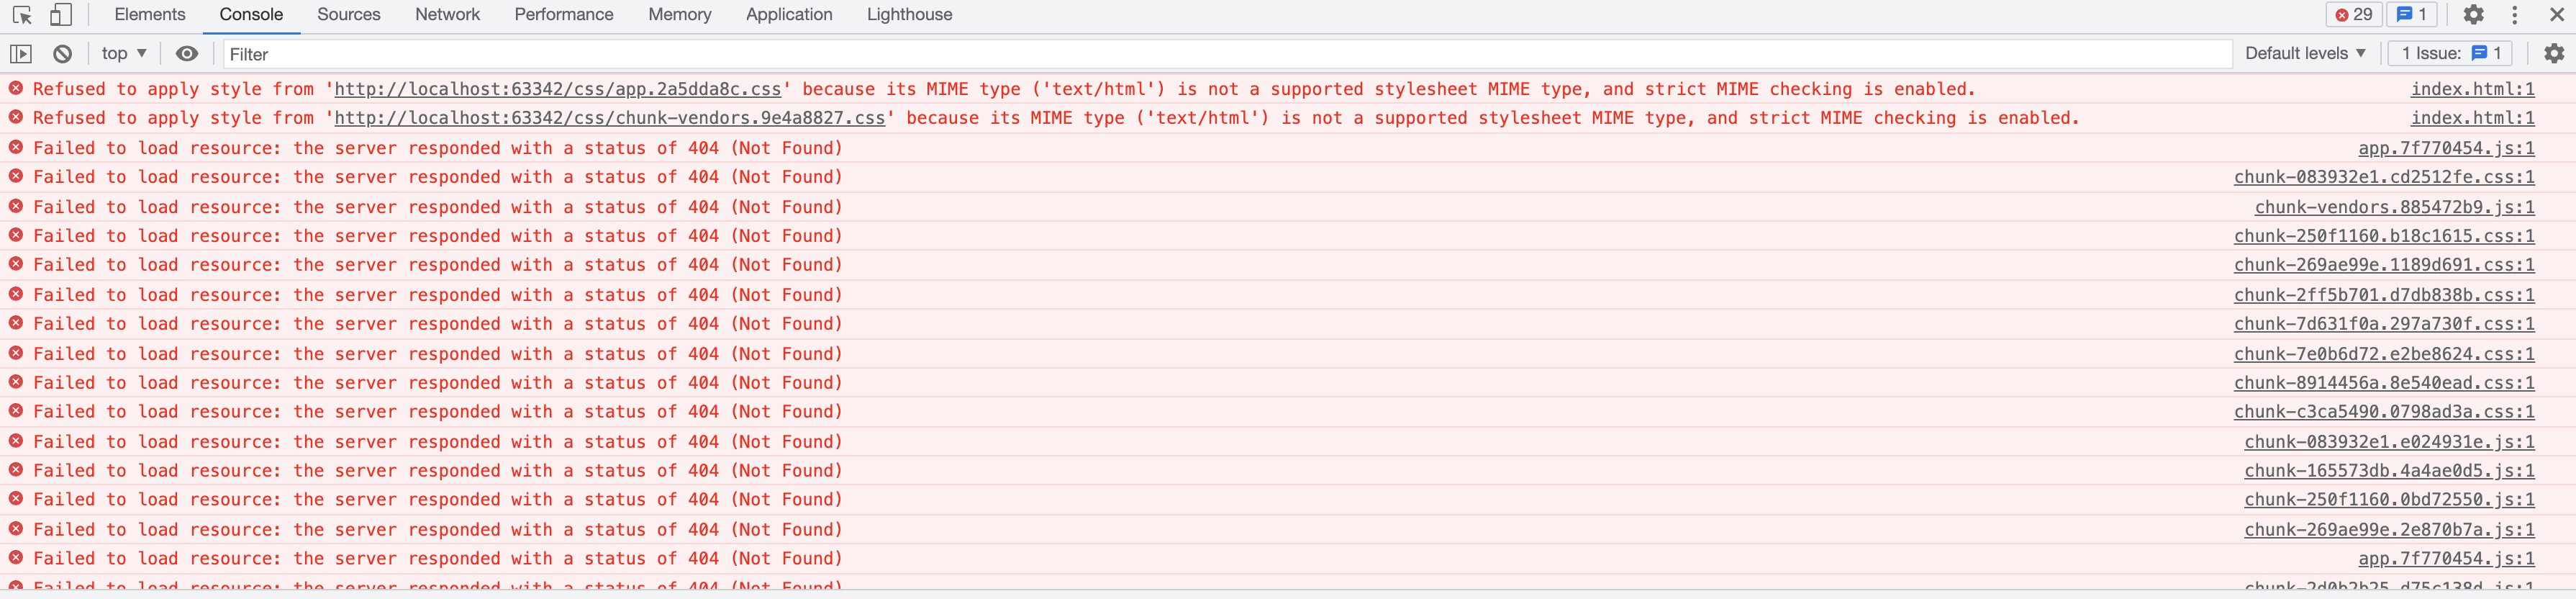 Elements Console Sources Network Performance Memory Application Lighthouse 29 1
top Filter Default levels 1 Issue: 1
Refused to apply style from 'http://localhost:63342/css/app.2a5dda8c.css' because its MIME type ('text/html') is not a supported stylesheet MIME type, and strict MIME checking is enabled. index.html:1
Refused to apply style from 'http://localhost:63342/css/chunk-vendors.9e4a8827.css' because its MIME type ('text/html') is not a supported stylesheet MIME type, and strict MIME checking is enabled. index.html:1
Failed to load resource: the server responded with a status of 404 (Not Found) app.7f770454.js:1
Failed to load resource: the server responded with a status of 404 (Not Found) chunk-083932e1.cd2512fe.css:1
Failed to load resource: the server responded with a status of 404 (Not Found) chunk-vendors.885472b9.js:1
Failed to load resource: the server responded with a status of 404 (Not Found) chunk-250f1160.b18c1615.css:1
Failed to load resource: the server responded with a status of 404 (Not Found) chunk-269ae99e.1189d691.css:1
Failed to load resource: the server responded with a status of 404 (Not Found) chunk-2ff5b701.d7db838b.css:1
Failed to load resource: the server responded with a status of 404 (Not Found) chunk-7d631f0a.297a730f.css:1
Failed to load resource: the server responded with a status of 404 (Not Found) chunk-7e0b6d72.e2be8624.css:1
Failed to load resource: the server responded with a status of 404 (Not Found) chunk-8914456a.8e540ead.css:1
Failed to load resource: the server responded with a status of 404 (Not Found) chunk-c3ca5490.0798ad3a.css:1
Failed to load resource: the server responded with a status of 404 (Not Found) chunk-083932e1.e024931e.js:1
Failed to load resource: the server responded with a status of 404 (Not Found) chunk-165573db.4a4ae0d5.js:1
Failed to load resource: the server responded with a status of 404 (Not Found) chunk-250f1160.0bd72550.js:1
Failed to load resource: the server responded with a status of 404 (Not Found) chunk-269ae99e.2e870b7a.js:1
Failed to load resource: the server responded with a status of 404 (Not Found) app.7f770454.js:1
Failed to load resource: the server responded with a status of 404 (Not Found)